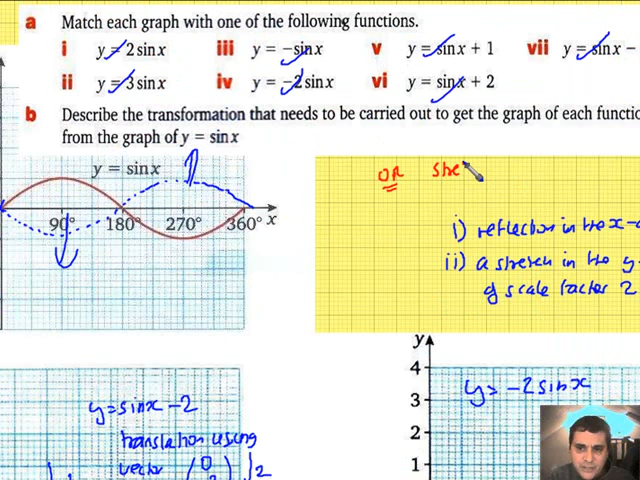 a Match each graph with one of the following functions.
i y = 2 sin x iii y = -sin x v y = sin x + 1 vii y = sin x -
ii y = 3 sin x iv y = -2 sin x vi y = sin x + 2
b Describe the transformation that needs to be carried out to get the graph of each
from the graph of y = sin x
y = sin x
90° 180° 270° 360° x
OR stre
i) reflection in the x-
ii) a stretch in the y
of scale factor 2
y
4
3
2
1
y = -2 sin x
y = sin x - 2
translation using
vector (0